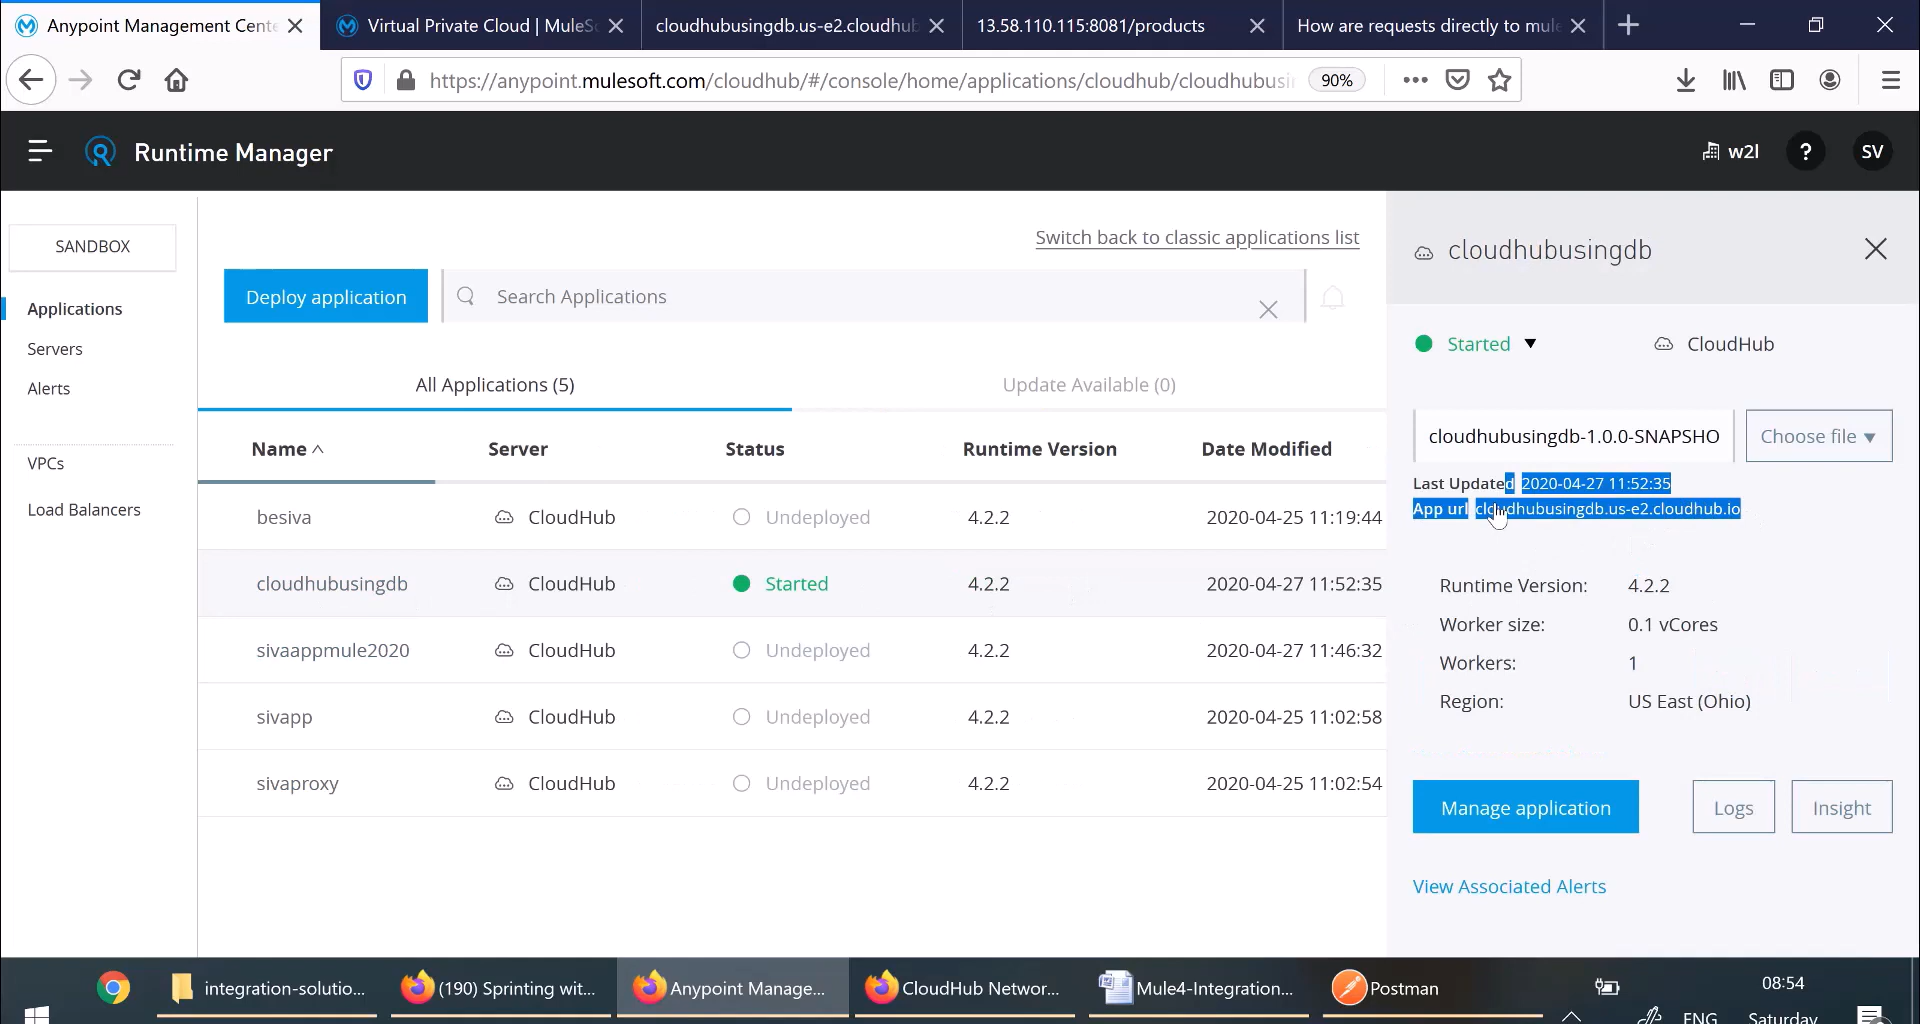 Anypoint Management Cente
Virtual Private Cloud | MuleS
cloudhubusingdb.us-e2.cloudhub
13.58.110.115:8081/products
How are requests directly to mule
https://anypoint.mulesoft.com/cloudhub/#/console/home/applications/cloudhub/cloudhubusi
90%
Runtime Manager
w2l
?
SV
SANDBOX
Applications
Servers
Alerts
VPCs
Load Balancers
Switch back to classic applications list
Deploy application
Search Applications
All Applications (5)
Update Available (0)
Name Server Status Runtime Version Date Modified
besiva CloudHub Undeployed 4.2.2 2020-04-25 11:19:44
cloudhubusingdb CloudHub Started 4.2.2 2020-04-27 11:52:35
sivaappmule2020 CloudHub Undeployed 4.2.2 2020-04-27 11:46:32
sivapp CloudHub Undeployed 4.2.2 2020-04-25 11:02:58
sivaproxy CloudHub Undeployed 4.2.2 2020-04-25 11:02:54
cloudhubusingdb
Started
CloudHub
cloudhubusingdb-1.0.0-SNAPSHO
Choose file
Last Updated 2020-04-27 11:52:35
App url cloudhubusingdb.us-e2.cloudhub.io
Runtime Version: 4.2.2
Worker size: 0.1 vCores
Workers: 1
Region: US East (Ohio)
Manage application
Logs
Insight
View Associated Alerts
integration-solutio...
(190) Sprinting wit...
Anypoint Manage...
CloudHub Networ...
Mule4-Integration...
Postman
08:54
ENG
Saturday